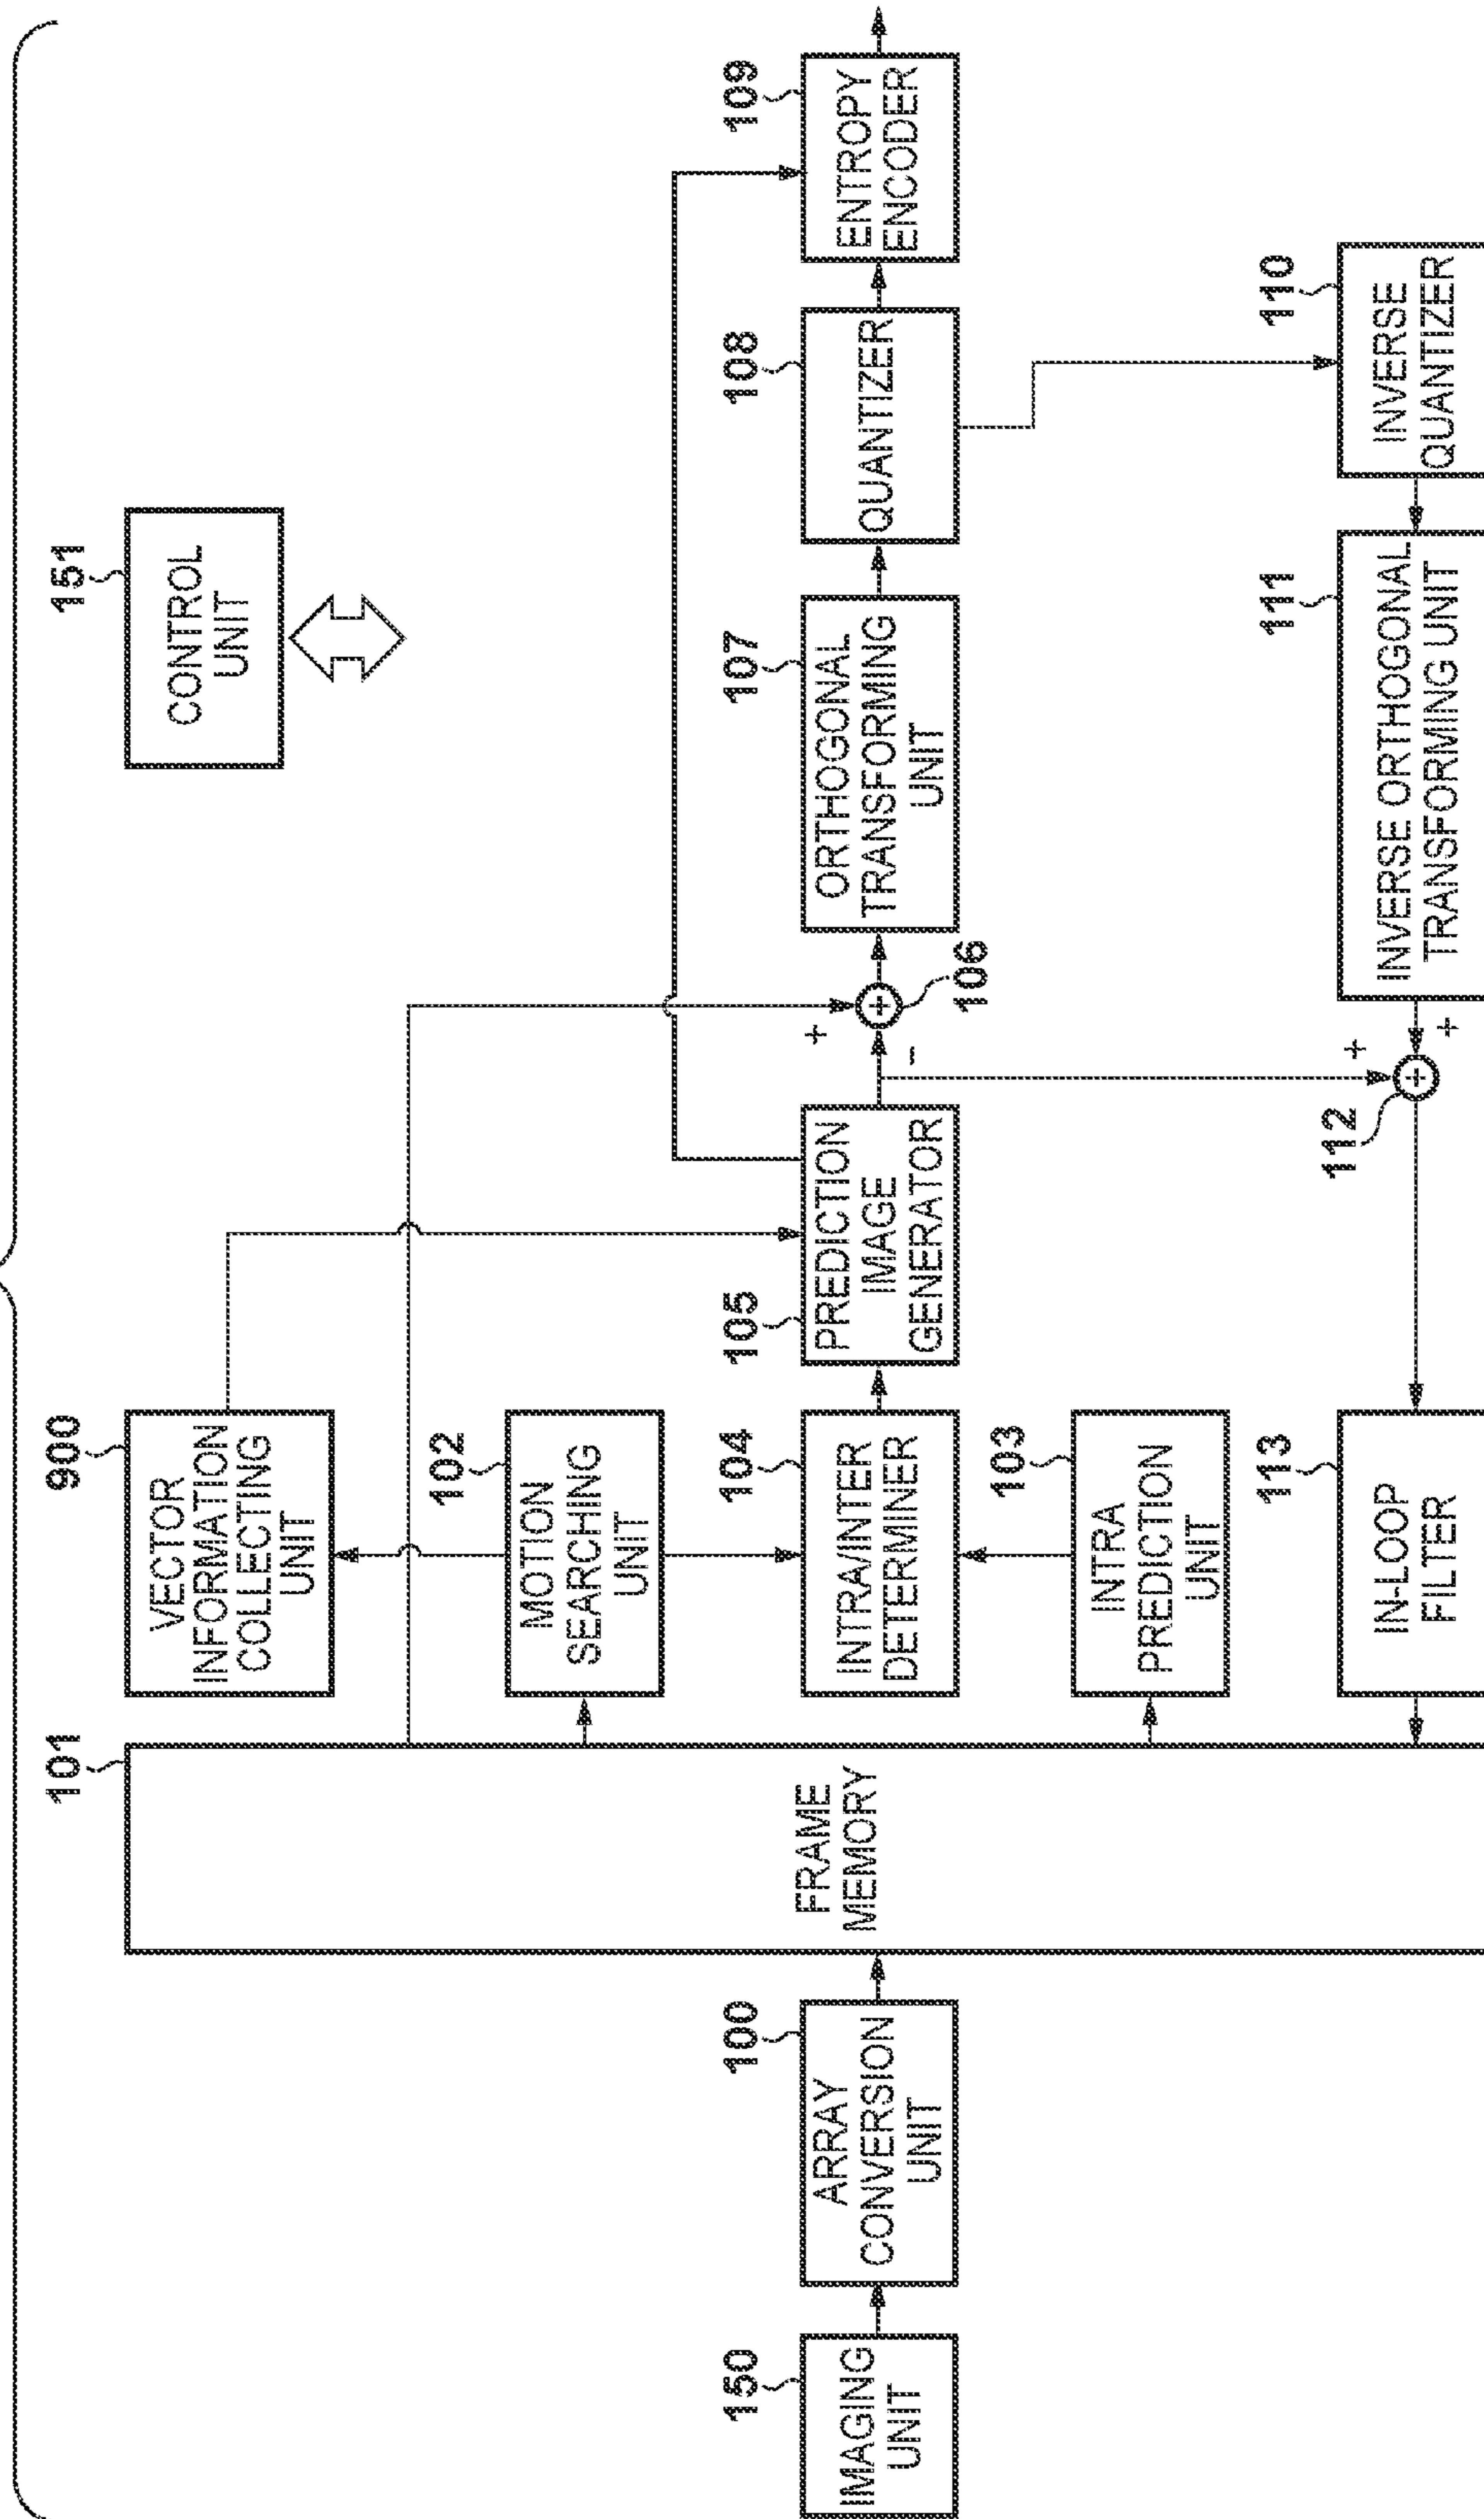 151
CONTROL
UNIT
900
VECTOR
INFORMATION
COLLECTING
UNIT
101
FRAME
MEMORY
102
MOTION
SEARCHING
UNIT
150
IMAGING
UNIT
100
ARRAY
CONVERSION
UNIT
104
INTRA/INTER
DETERMINER
105
PREDICTION
IMAGE
GENERATOR
+
−
+
106
107
ORTHOGONAL
TRANSFORMING
UNIT
108
QUANTIZER
109
ENTROPY
ENCODER
103
INTRA
PREDICTION
UNIT
113
IN-LOOP
FILTER
112
+
+
+
111
INVERSE ORTHOGONAL
TRANSFORMING UNIT
110
INVERSE
QUANTIZER